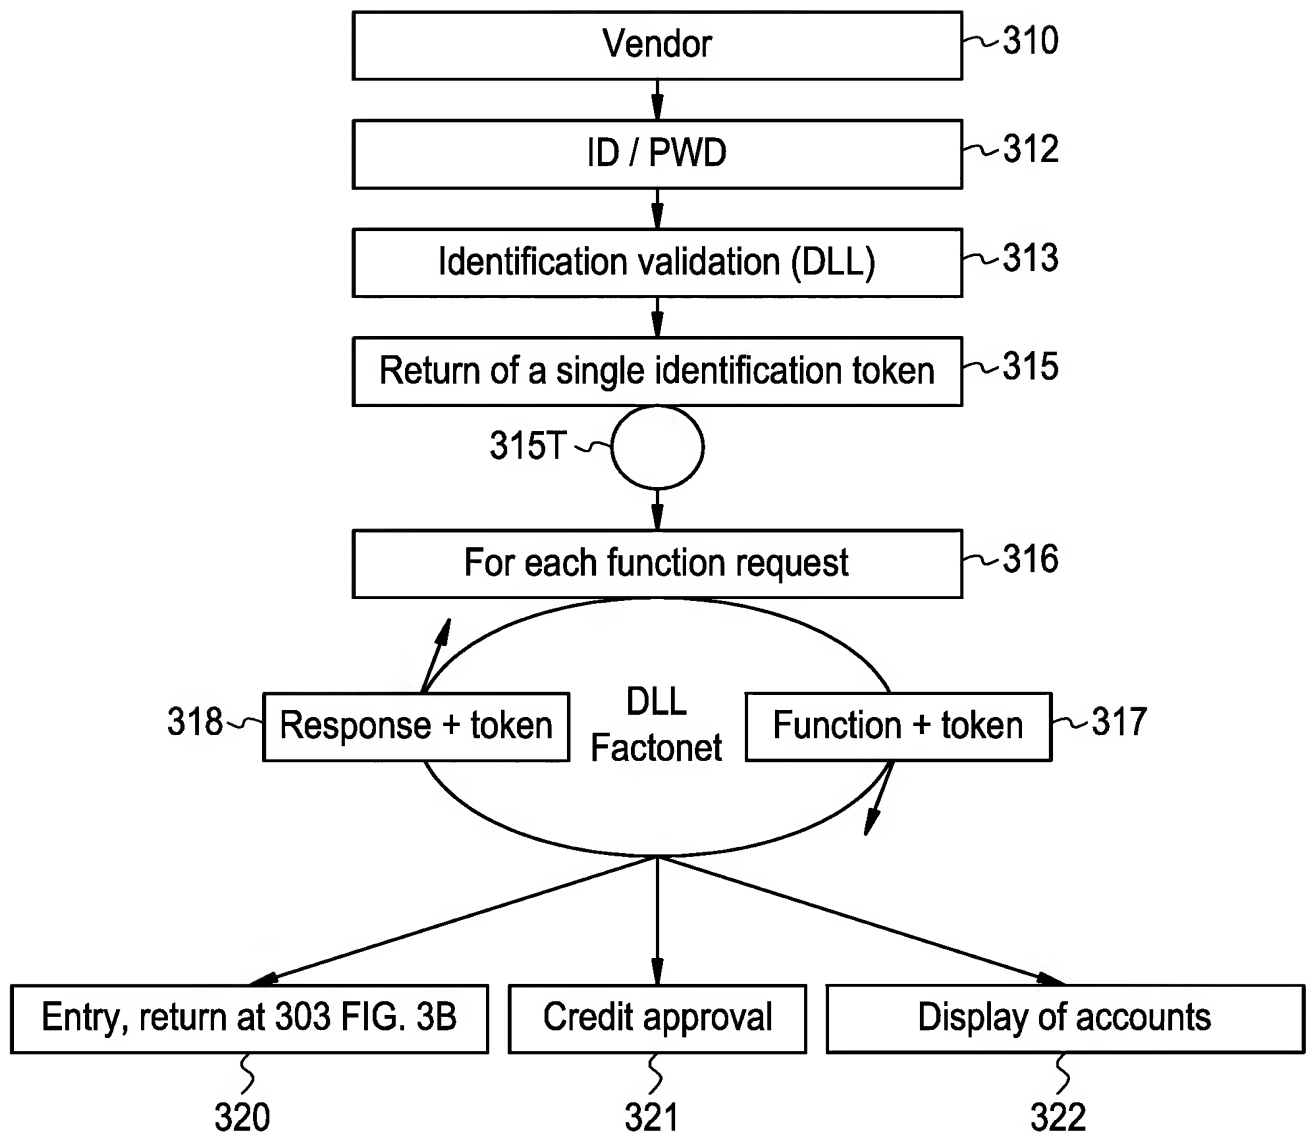 Vendor
310
ID / PWD
312
Identification validation (DLL)
313
Return of a single identification token
315
315T
For each function request
316
318
Response + token
DLL
Factonet
Function + token
317
Entry, return at 303 FIG. 3B
Credit approval
Display of accounts
320
321
322